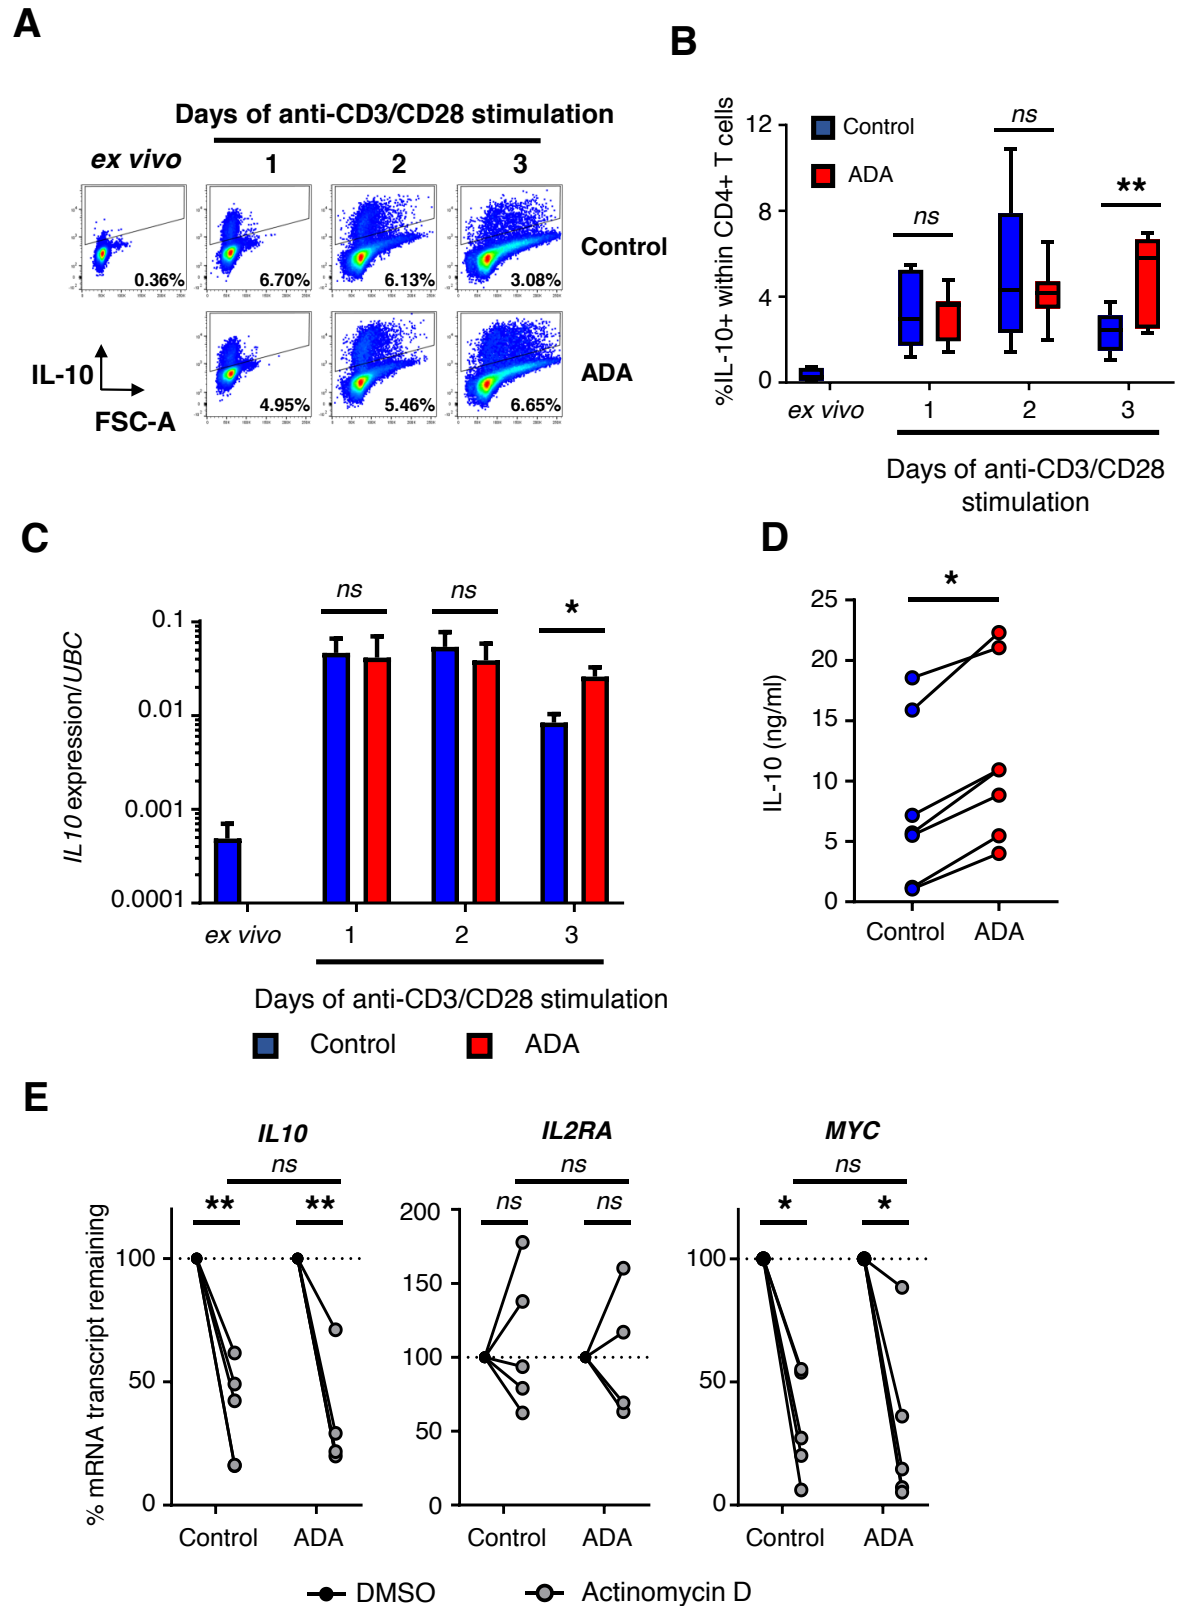 A
Days of anti-CD3/CD28 stimulation
ex vivo 1 2 3
0.36% 6.70% 6.13% 3.08%
Control
4.95% 5.46% 6.65%
ADA
IL-10
FSC-A
B
%IL-10+ within CD4+ T cells
12
8
4
0
Control
ADA
ns
ns
**
ex vivo 1 2 3
Days of anti-CD3/CD28
stimulation
C
IL10 expression/UBC
0.1
0.01
0.001
0.0001
ns
ns
*
ex vivo 1 2 3
Days of anti-CD3/CD28 stimulation
Control ADA
D
IL-10 (ng/ml)
25
20
15
10
5
0
*
Control ADA
E
% mRNA transcript remaining
IL10
ns
** **
100
50
0
Control ADA
IL2RA
ns
ns ns
200
150
100
50
0
Control ADA
MYC
ns
* *
100
50
0
Control ADA
DMSO Actinomycin D